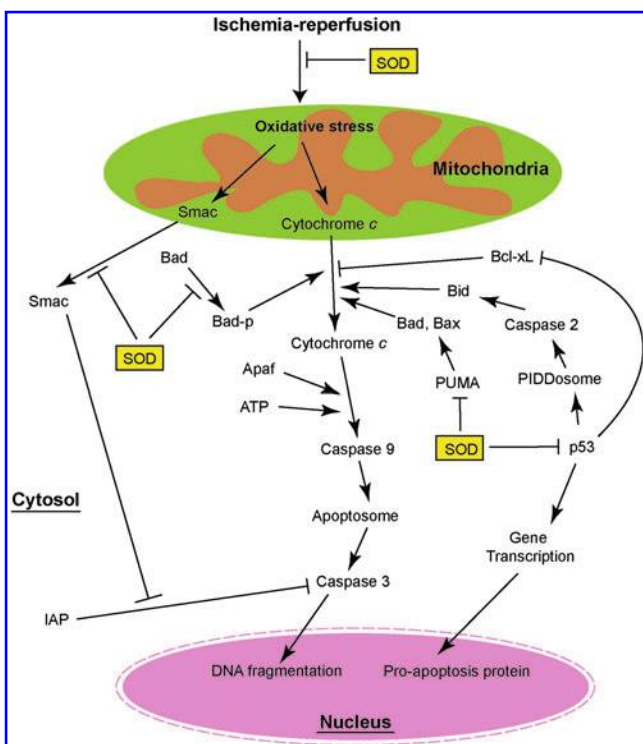 Ischemia-reperfusion
SOD
Oxidative stress
Mitochondria
Smac
Cytochrome c
Bad
Bcl-xL
Smac
Bid
Bad-p
Bad, Bax
Caspase 2
SOD
Cytochrome c
Apaf
PUMA
PIDDosome
ATP
Caspase 9
SOD
p53
Cytosol
Apoptosome
Gene
Transcription
Caspase 3
IAP
DNA fragmentation
Pro-apoptosis protein
Nucleus